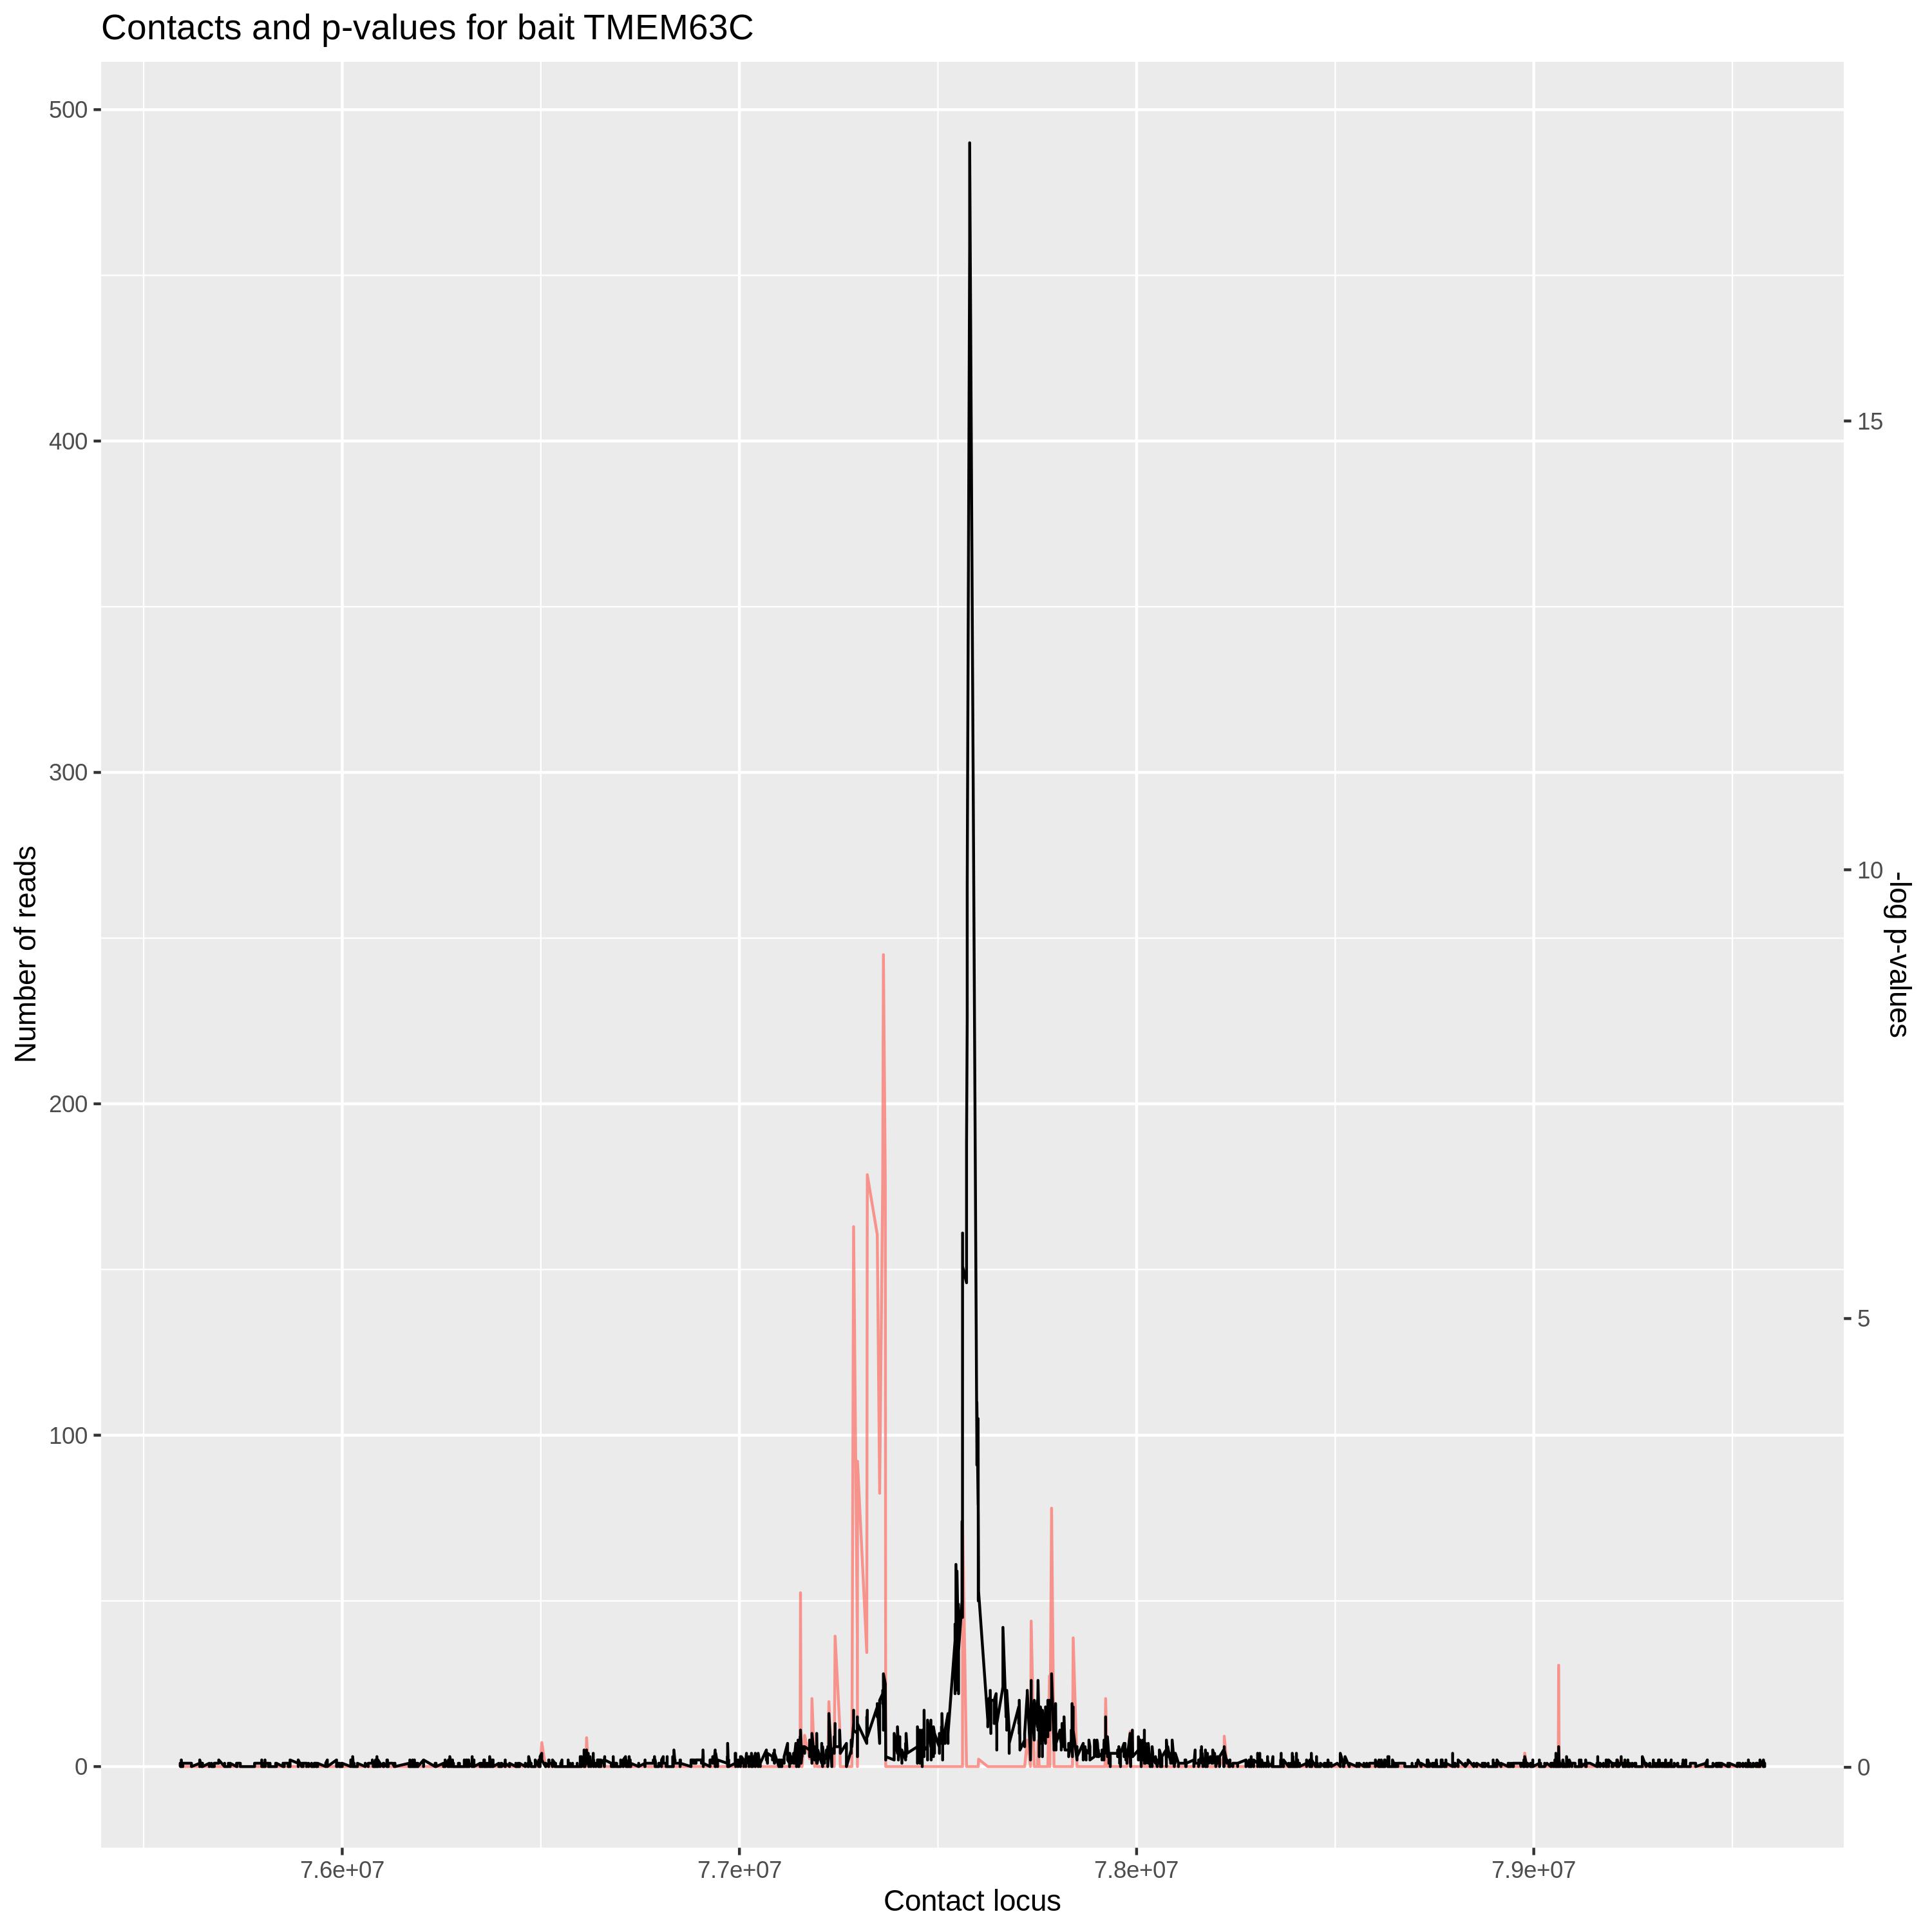 Contacts and p-values for bait TMEM63C
500
400
300
200
100
0
Number of reads
15
10
5
0
-log p-values
7.6e+07
7.7e+07
7.8e+07
7.9e+07
Contact locus